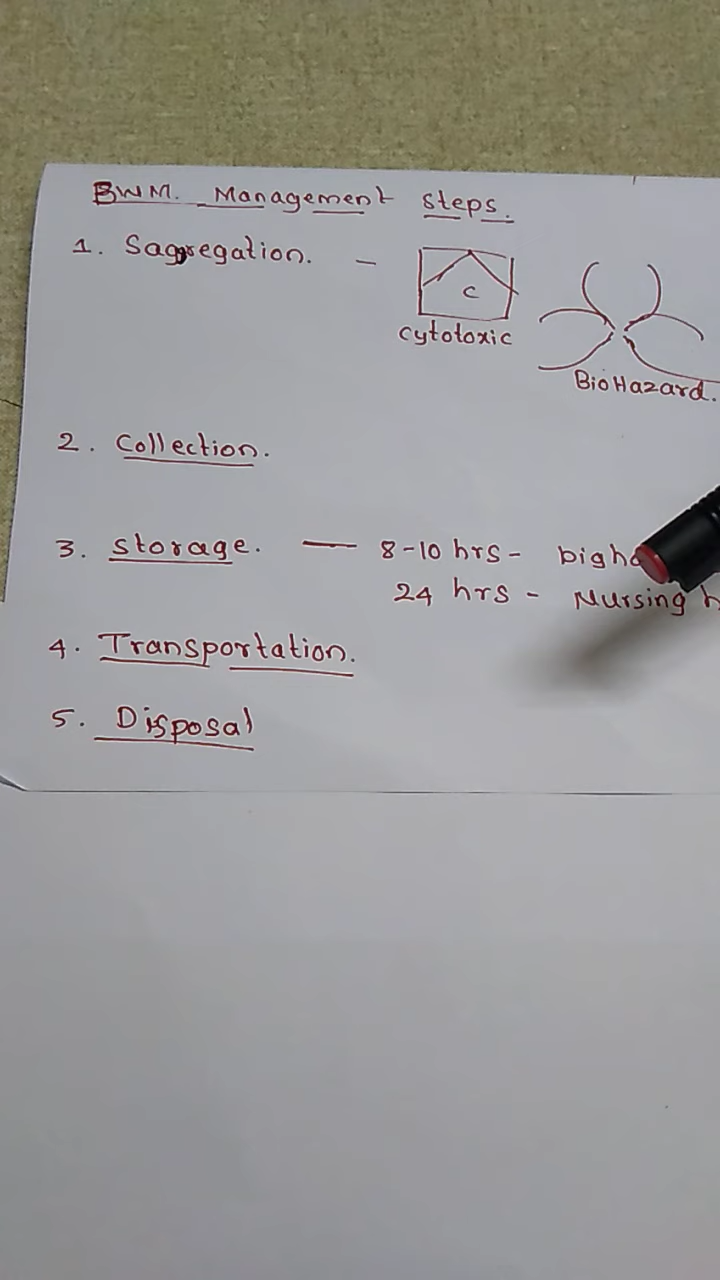 BWM. Management steps.
1. Saggregation. -
C
Cytotoxic
BioHazard.
2. Collection.
3. Storage. — 8-10 hrs -
24 hrs - Nursing
4. Transportation.
5. Disposal